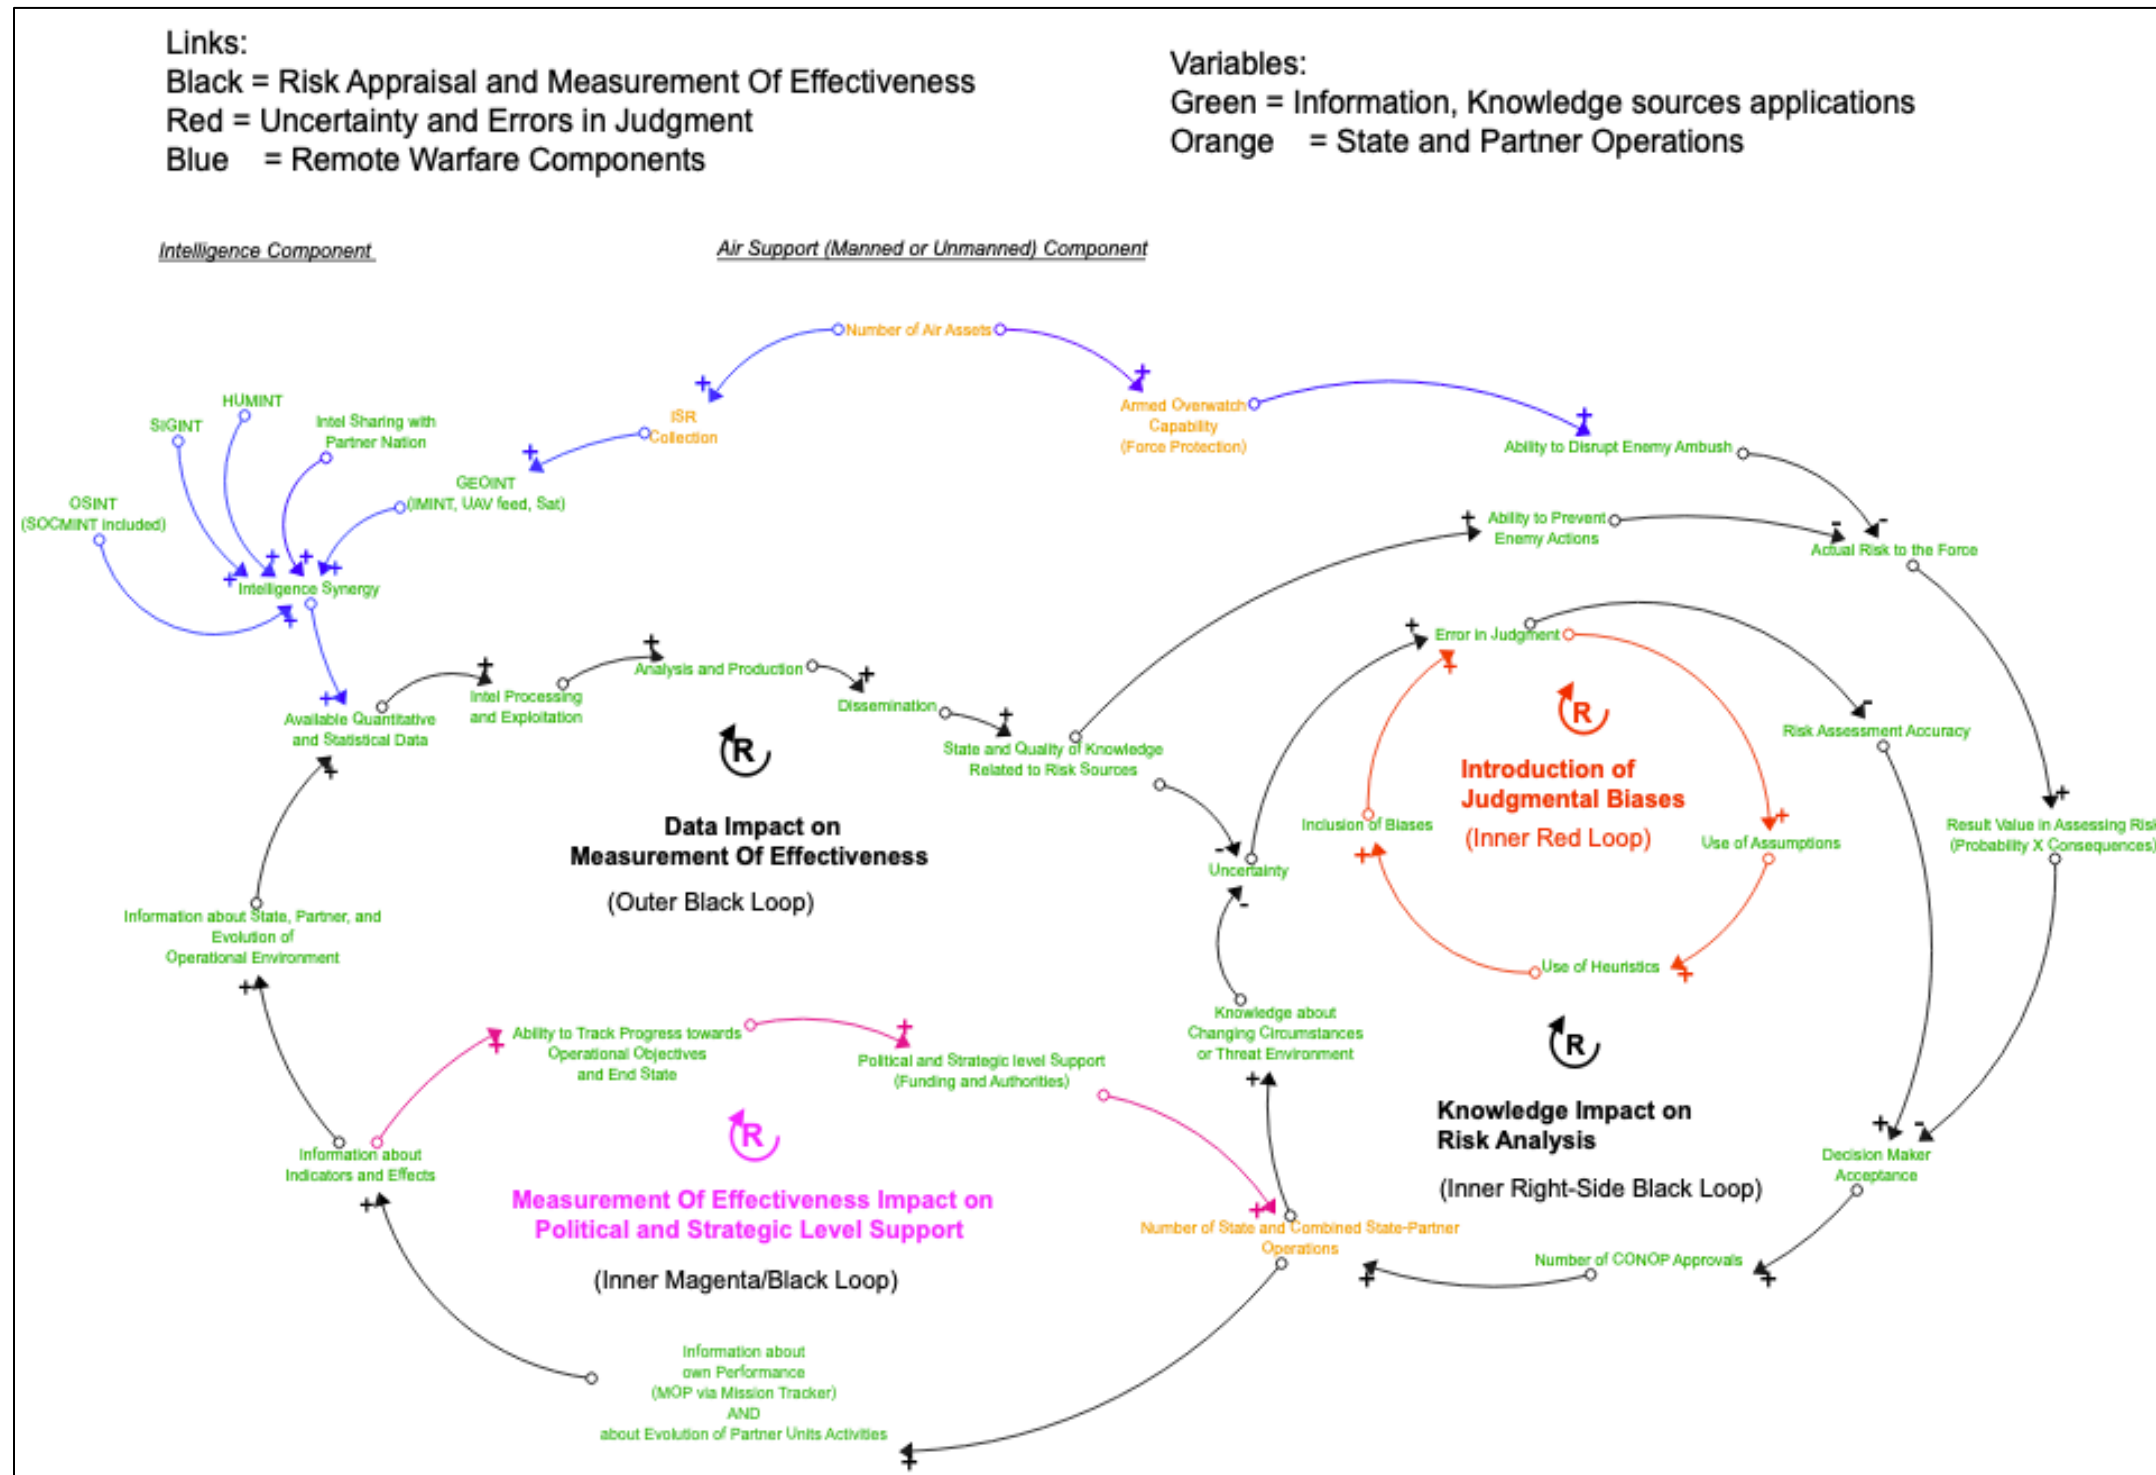 Links:
Black = Risk Appraisal and Measurement Of Effectiveness
Red = Uncertainty and Errors in Judgment
Blue = Remote Warfare Components
Variables:
Green = Information, Knowledge sources applications
Orange = State and Partner Operations
Intelligence Component
Air Support (Manned or Unmanned) Component
Number of Air Assets
ISR
Collection
Armed Overwatch
Capability
(Force Protection)
Ability to Disrupt Enemy Ambush
HUMINT
SIGINT
Intel Sharing with
Partner Nation
GEOINT
(IMINT, UAV feed, Sat)
OSINT
(SOCMINT included)
Intelligence Synergy
Ability to Prevent
Enemy Actions
Actual Risk to the Force
Error in Judgment
Analysis and Production
Intel Processing
and Exploitation
Dissemination
Available Quantitative
and Statistical Data
State and Quality of Knowledge
Related to Risk Sources
Risk Assessment Accuracy
R
R
Introduction of
Judgmental Biases
(Inner Red Loop)
Data Impact on
Measurement Of Effectiveness
(Outer Black Loop)
Inclusion of Biases
Use of Assumptions
Result Value in Assessing Risk
(Probability X Consequences)
Uncertainty
Information about State, Partner, and
Evolution of
Operational Environment
Use of Heuristics
Knowledge about
Changing Circumstances
or Threat Environment
Ability to Track Progress towards
Operational Objectives
and End State
Political and Strategic level Support
(Funding and Authorities)
R
Knowledge Impact on
Risk Analysis
(Inner Right-Side Black Loop)
R
Information about
Indicators and Effects
Decision Maker
Acceptance
Measurement Of Effectiveness Impact on
Political and Strategic Level Support
(Inner Magenta/Black Loop)
Number of State and Combined State-Partner
Operations
Number of CONOP Approvals
Information about
own Performance
(MOP via Mission Tracker)
AND
about Evolution of Partner Units Activities